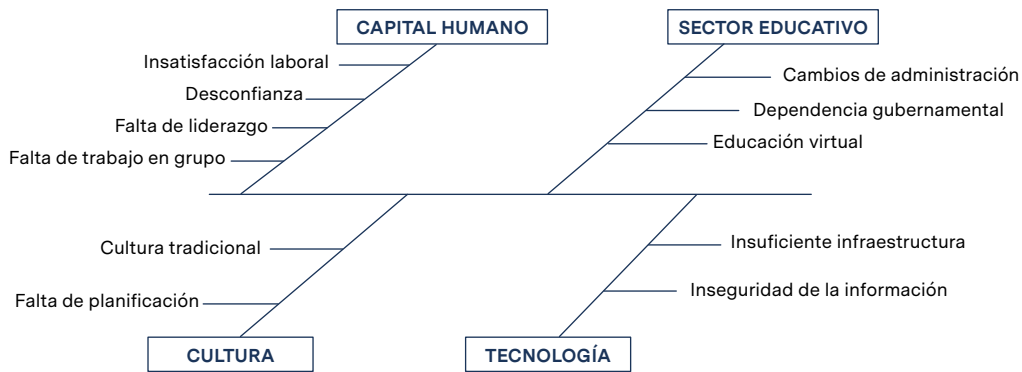 CAPITAL HUMANO
Insatisfacción laboral
Desconfianza
Falta de liderazgo
Falta de trabajo en grupo
SECTOR EDUCATIVO
Cambios de administración
Dependencia gubernamental
Educación virtual
Cultura tradicional
Falta de planificación
CULTURA
Insuficiente infraestructura
Inseguridad de la información
TECNOLOGÍA